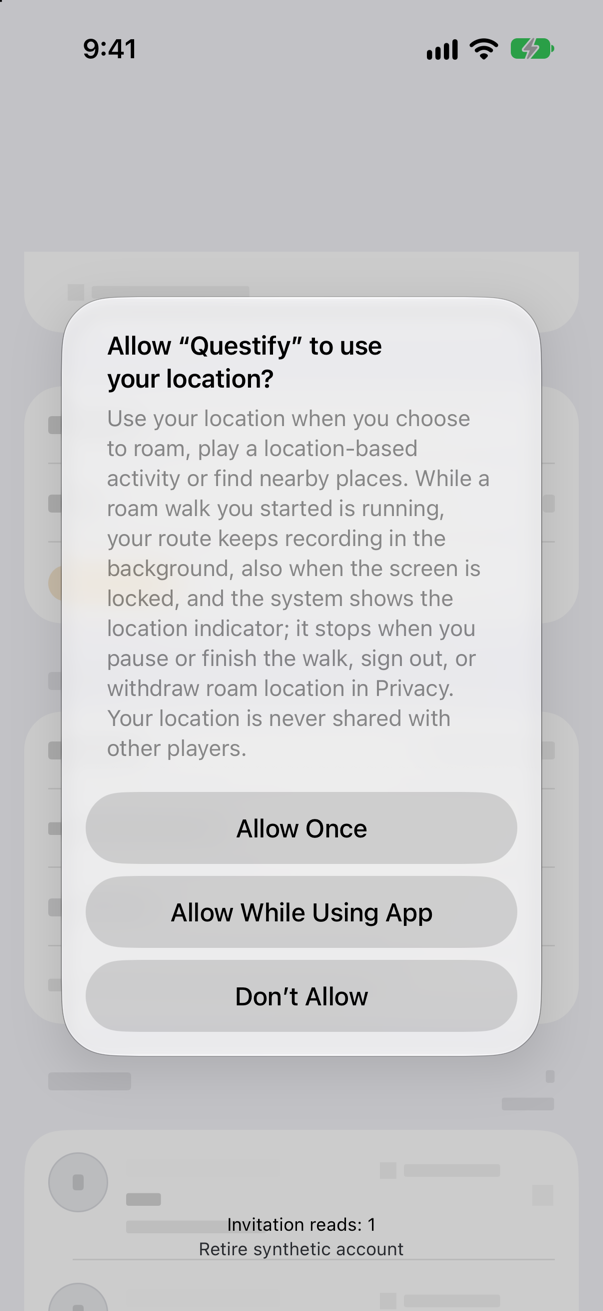 9:41
Allow “Questify” to use
your location?
Use your location when you choose
to roam, play a location-based
activity or find nearby places. While a
roam walk you started is running,
your route keeps recording in the
background, also when the screen is
locked, and the system shows the
location indicator; it stops when you
pause or finish the walk, sign out, or
withdraw roam location in Privacy.
Your location is never shared with
other players.
Allow Once
Allow While Using App
Don’t Allow
Invitation reads: 1
Retire synthetic account